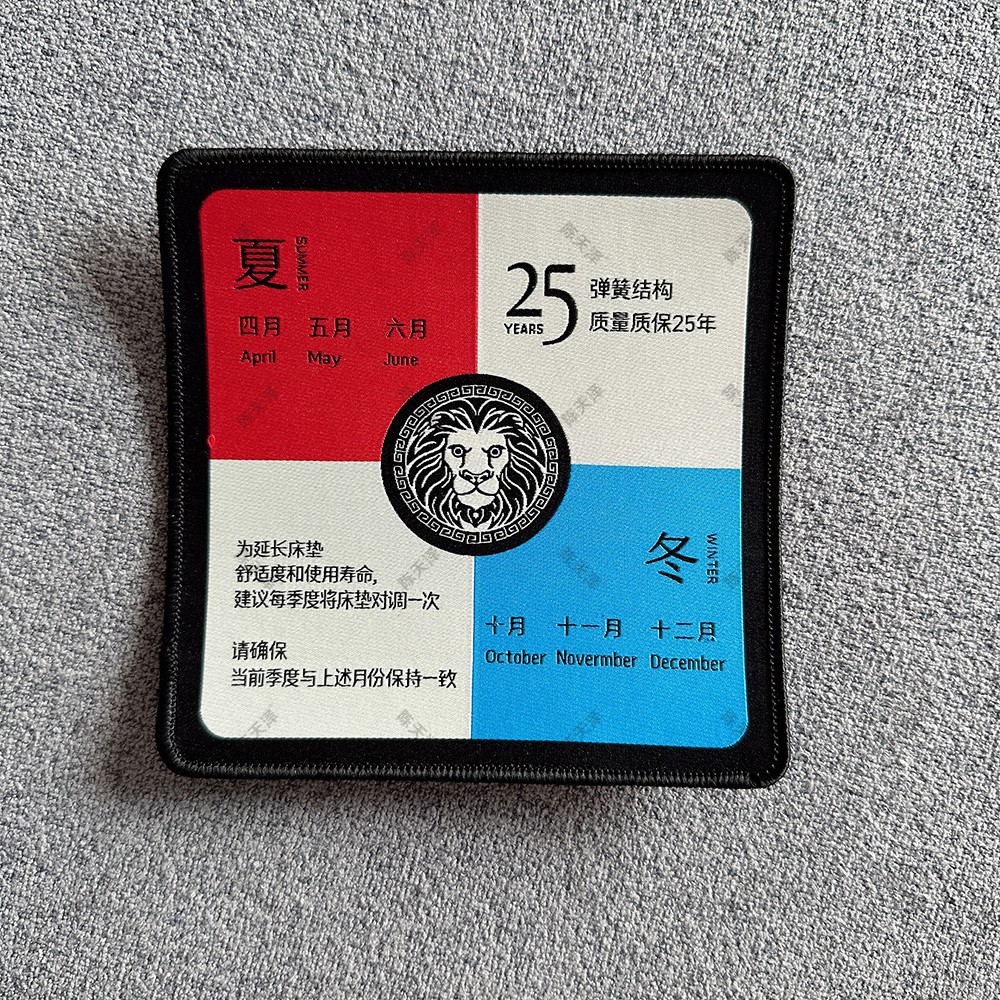 夏
SUMMER
四月 五月 六月
April May June
25
YEARS
弹簧结构
质量质保25年
为延长床垫
舒适度和使用寿命,
建议每季度将床垫对调一次
请确保
当前季度与上述月份保持一致
冬
WINTER
十月 十一月 十二月
October Novermber December
陈天泽